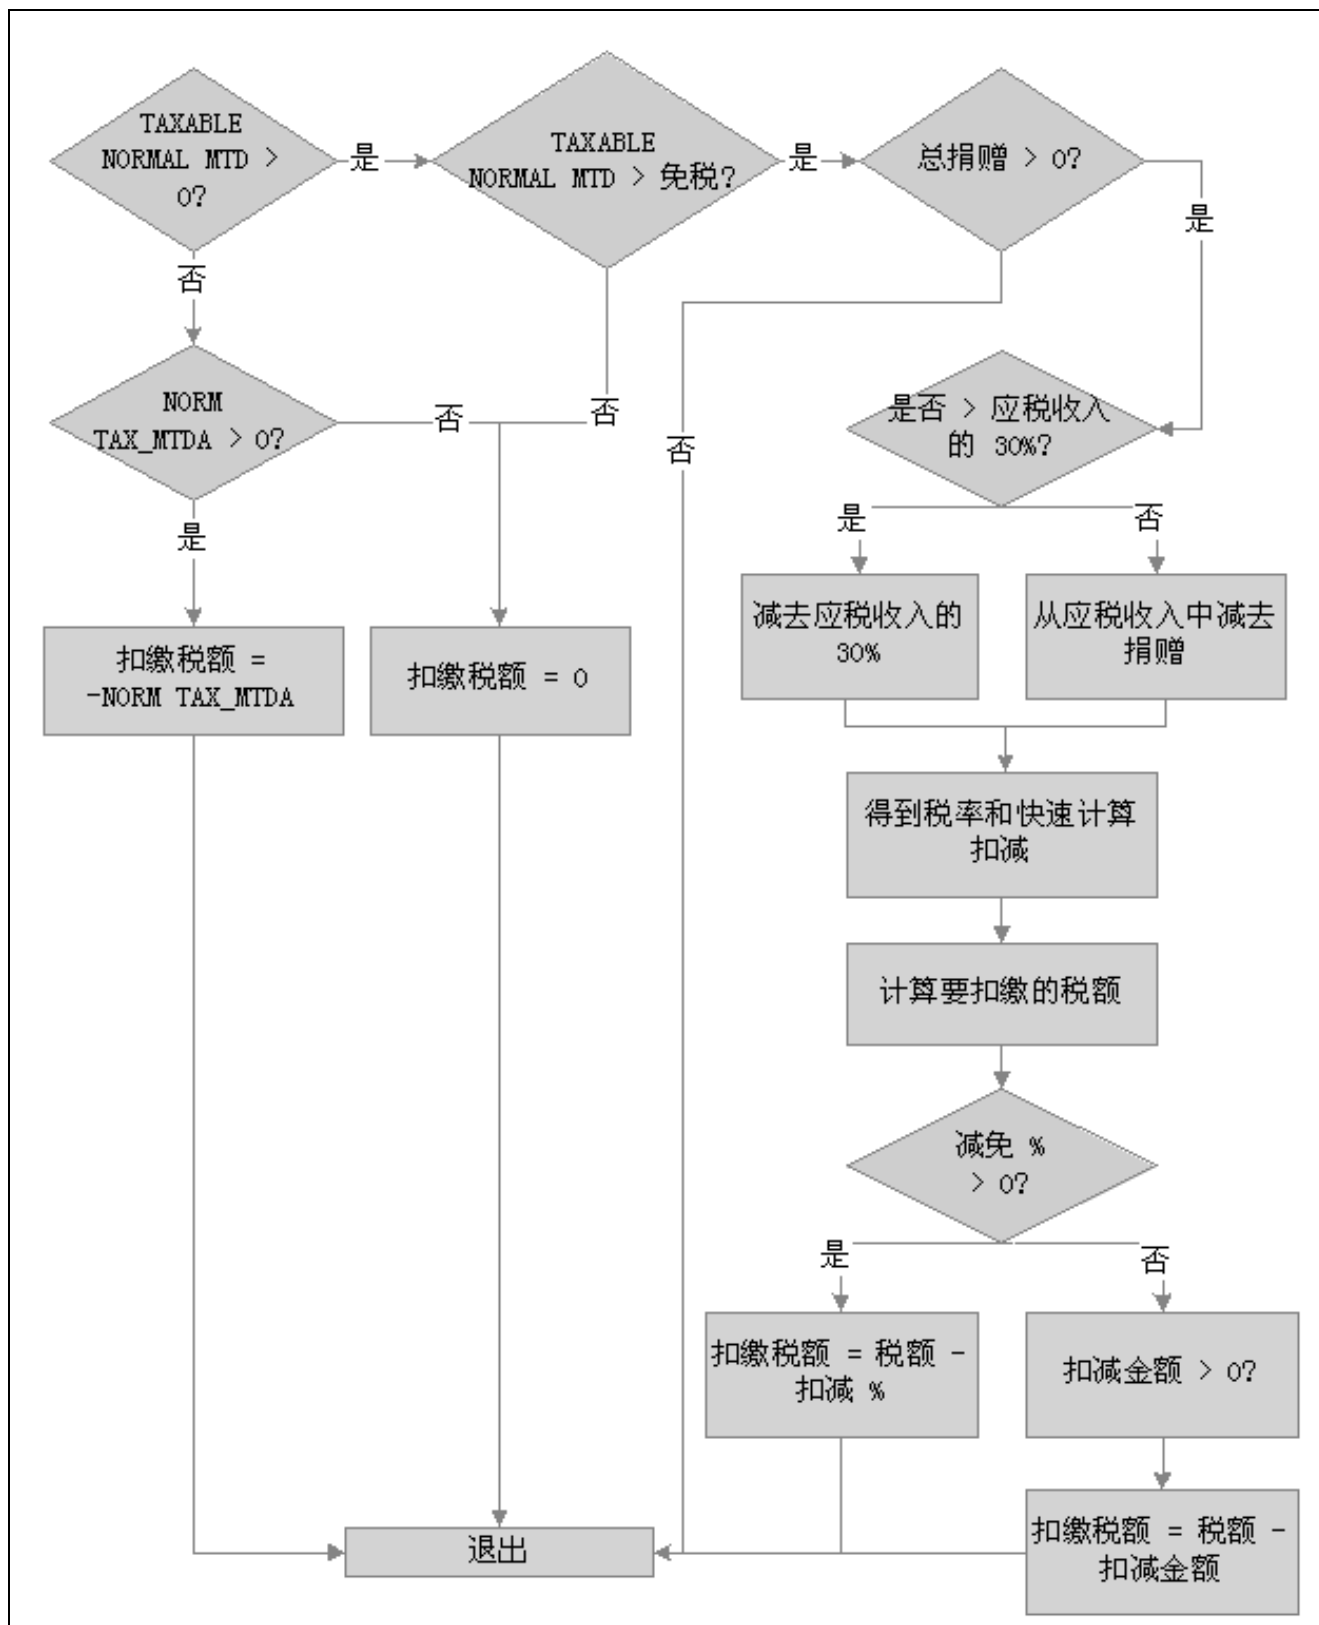 TAXABLE
NORMAL MTD >
0?
是
TAXABLE
NORMAL MTD > 免税?
是
总捐赠 > 0?
是
否
NORM
TAX_MTDA > 0?
否
否
否
是否 > 应税收入
的 30%?
是
是
否
扣缴税额 =
-NORM TAX_MTDA
扣缴税额 = 0
减去应税收入的
30%
从应税收入中减去
捐赠
得到税率和快速计算
扣减
计算要扣缴的税额
减免 %
> 0?
是
否
扣缴税额 = 税额 -
扣减 %
扣减金额 > 0?
退出
扣缴税额 = 税额 -
扣减金额